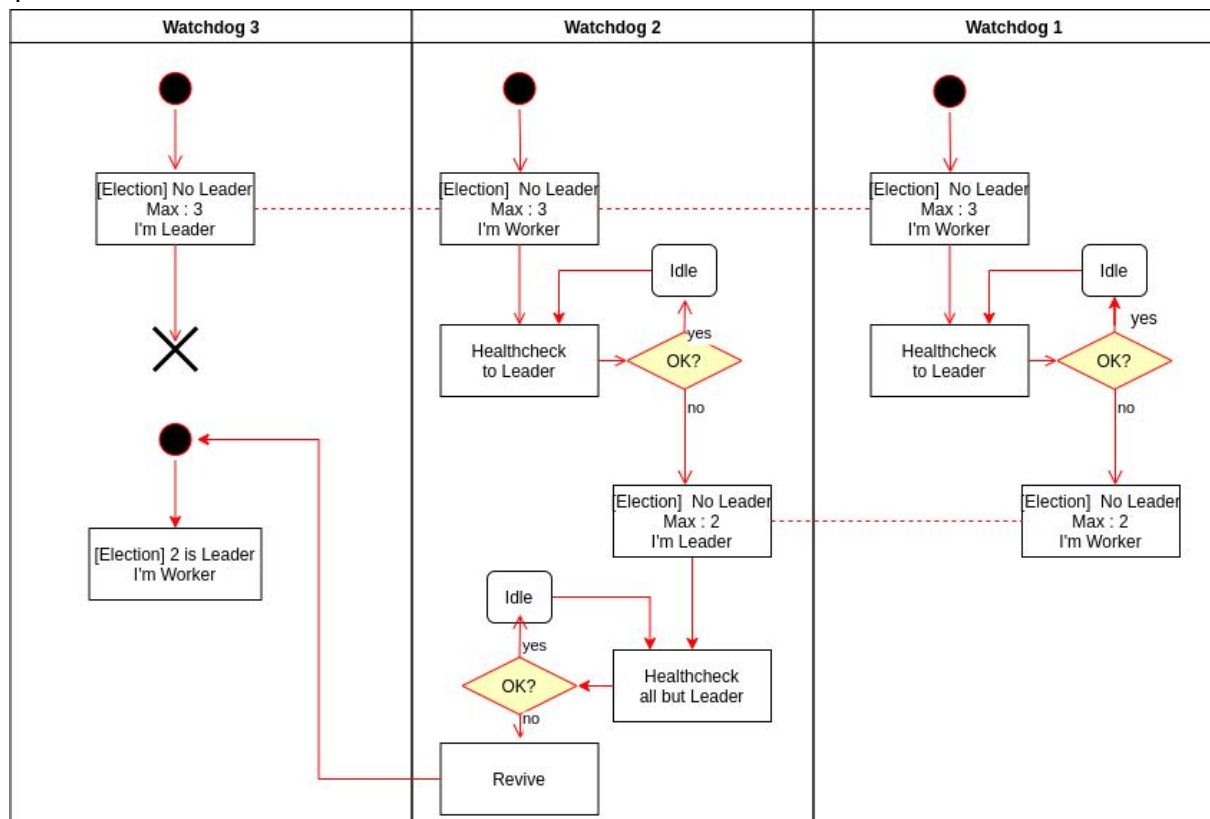 Watchdog 3
Watchdog 2
Watchdog 1
[Election] No Leader
Max : 3
I'm Leader
[Election] No Leader
Max : 3
I'm Worker
[Election] No Leader
Max : 3
I'm Worker
Idle
Idle
yes
yes
Healthcheck
to Leader
OK?
Healthcheck
to Leader
OK?
no
no
[Election] No Leader
Max : 2
I'm Leader
[Election] No Leader
Max : 2
I'm Worker
[Election] 2 is Leader
I'm Worker
Idle
yes
OK?
Healthcheck
all but Leader
no
Revive